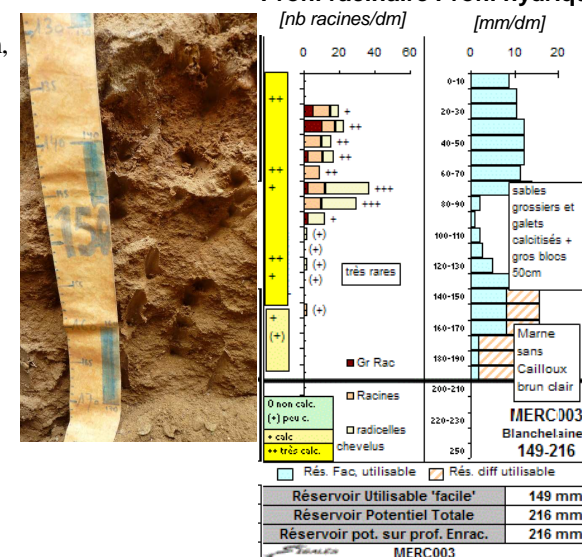 [nb racines/dm]
[mm/dm]
0 20 40 60
0 10 20
n,
130
140
150
0-10
20-30
40-50
60-70
80-90
100-110
120-130
140-150
160-170
180-190
200-210
220-230
250
++
++
+
++
+
+
(+)
+
++
++
++
++
+++
+++
+
(+)
(+)
(+)
(+)
(+)
très rares
sables
grossiers et
galets
calcitisés +
gros blocs
50cm
Marne
sans
Cailloux
brun clair
Gr Rac
Racines
radicelles
chevelus
0 non calc.
(+) peu c.
+ calc
++ très calc.
MERC003
Blanchelaine
149-216
Rés. Fac, utilisable
Rés. diff utilisable
Réservoir Utilisable 'facile' 149 mm
Réservoir Potentiel Totale 216 mm
Réservoir pot. sur prof. Enrac. 216 mm
SIGALES
MERC003